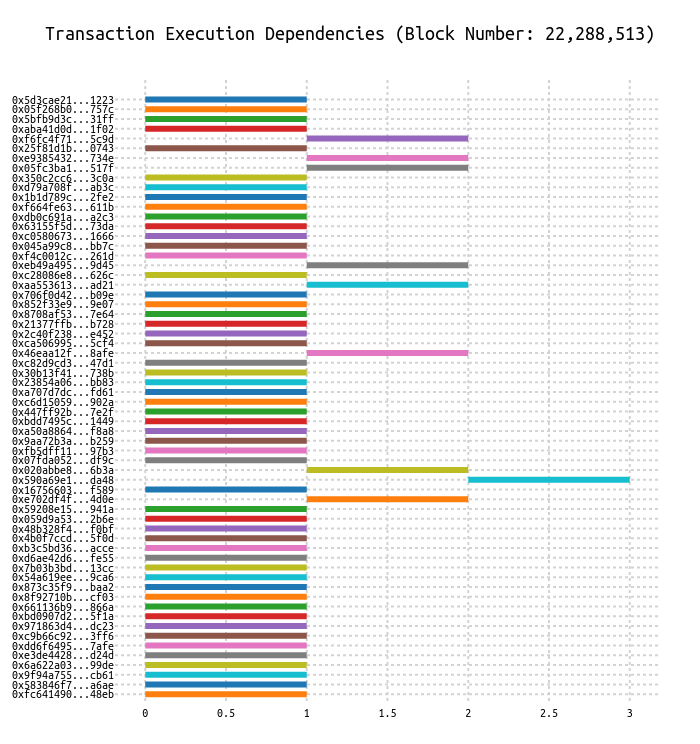 Transaction Execution Dependencies (Block Number: 22,288,513)
0x5d3cae21...1223
0x05f268b0...757c
0x5bfb9d3c...31ff
0xaba41d0d...1f02
0xf6fc4f71...5c9d
0x25f81d1b...0743
0xe9385432...734e
0x05fc3ba1...517f
0x350c2cc6...3c0a
0xd79a708f...ab3c
0x1b1d789c...2fe2
0xf664fe63...611b
0xdb0c691a...a2c3
0x63155f5d...73da
0xc0580673...1666
0x045a99c8...bb7c
0xf4c0012c...261d
0xeb49a495...9d45
0xc28086e8...626c
0xaa553613...ad21
0x706f0d42...b09e
0x852f33e9...9e07
0x8708af53...7e64
0x21377ffb...b728
0x2c40f238...e452
0xca506995...5cf4
0x46eaa12f...8afe
0xc82d9cd3...47d1
0x30b13f41...738b
0x23854a06...bb83
0xa707d7dc...fd61
0xc6d15059...902a
0x447ff92b...7e2f
0xbdd7495c...1449
0xa50a8864...f8a8
0x9aa72b3a...b259
0xfb5dff11...97b3
0x07fda052...df9c
0x020abbe8...6b3a
0x590a69e1...da48
0x16756603...f589
0xe702df4f...4d0e
0x59208e15...941a
0x059d9a53...2b6e
0x48b328f4...f0bf
0x4b0f7ccd...5f0d
0xb3c5bd36...acce
0xd6ae42d6...fe55
0x7b03b3bd...13cc
0x54a619ee...9ca6
0x873c35f9...baa2
0x8f92710b...cf03
0x661136b9...866a
0xbd0907d2...5f1a
0x971863d4...dc23
0xc9b66c92...3ff6
0xdd6f6495...7afe
0xe3de4428...d24d
0x6a622a03...99de
0x9f94a755...cb61
0x583846f7...a6ae
0xfc641490...48eb
0 0.5 1 1.5 2 2.5 3